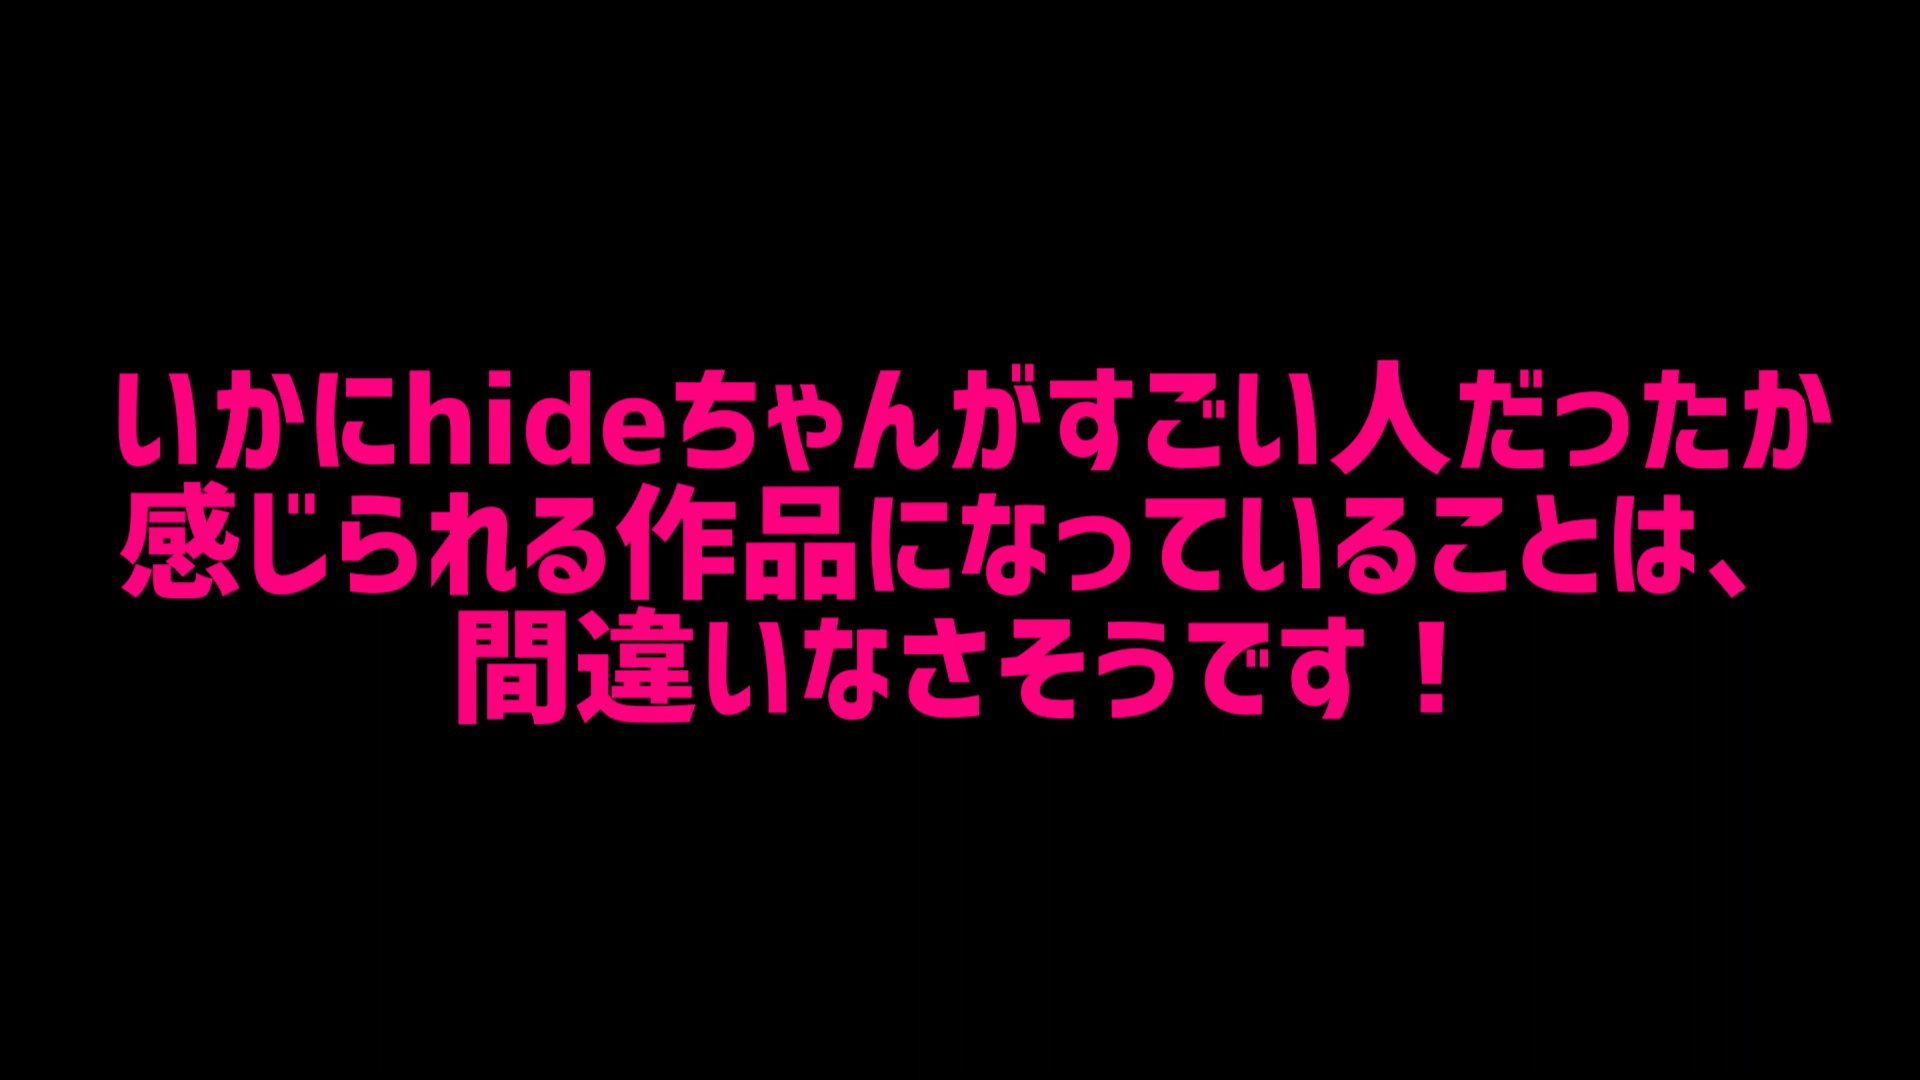 いかにhideちゃんがすごい人だったか
感じられる作品になっていることは、
間違いなさそうです！